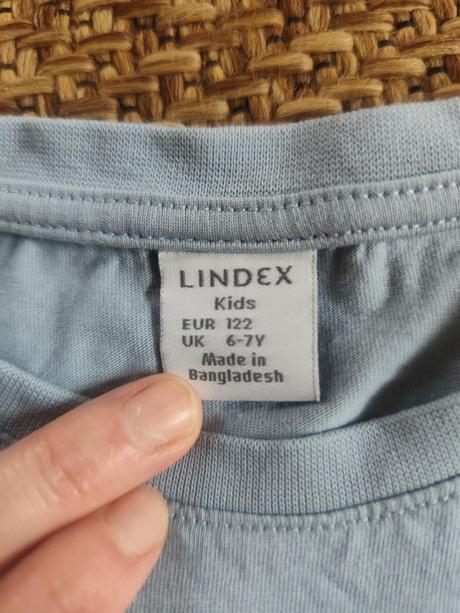 LINDEX
Kids
EUR 122
UK 6-7Y
Made in
Bangladesh